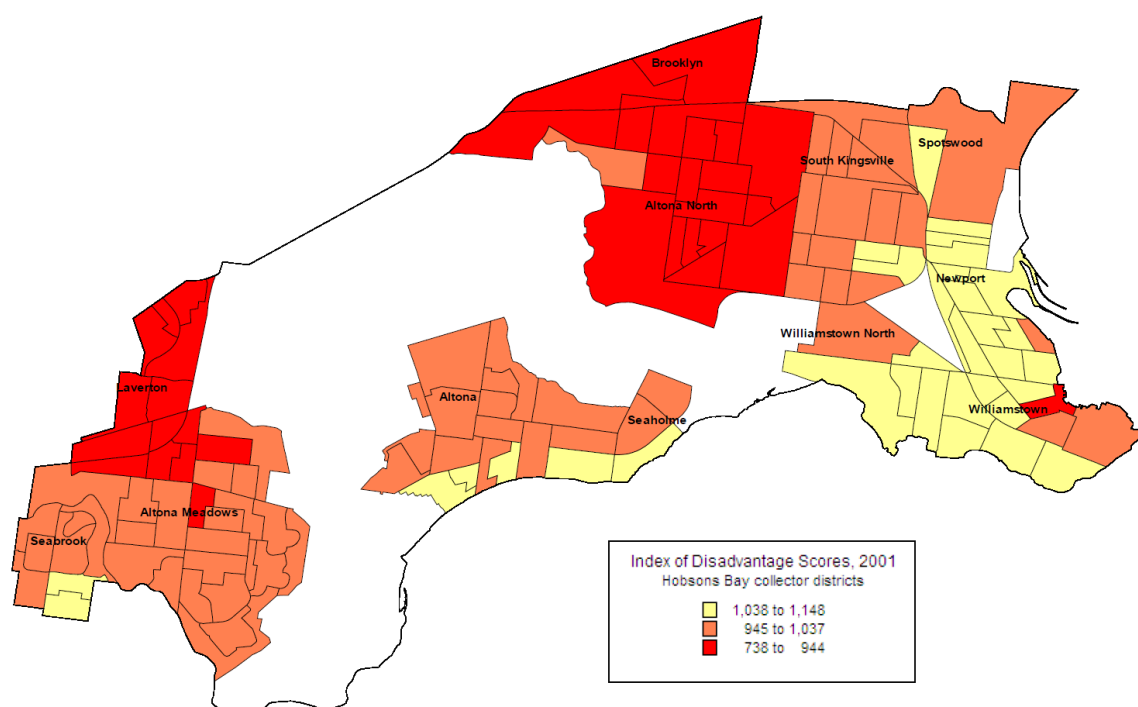 Brooklyn
Spotswood
South Kingsville
Altona North
Newport
Williamstown North
Laverton
Altona
Williamstown
Seaholme
Altona Meadows
Seabrook
Index of Disadvantage Scores, 2001
Hobsons Bay collector districts
1,038 to 1,148
945 to 1,037
738 to 944